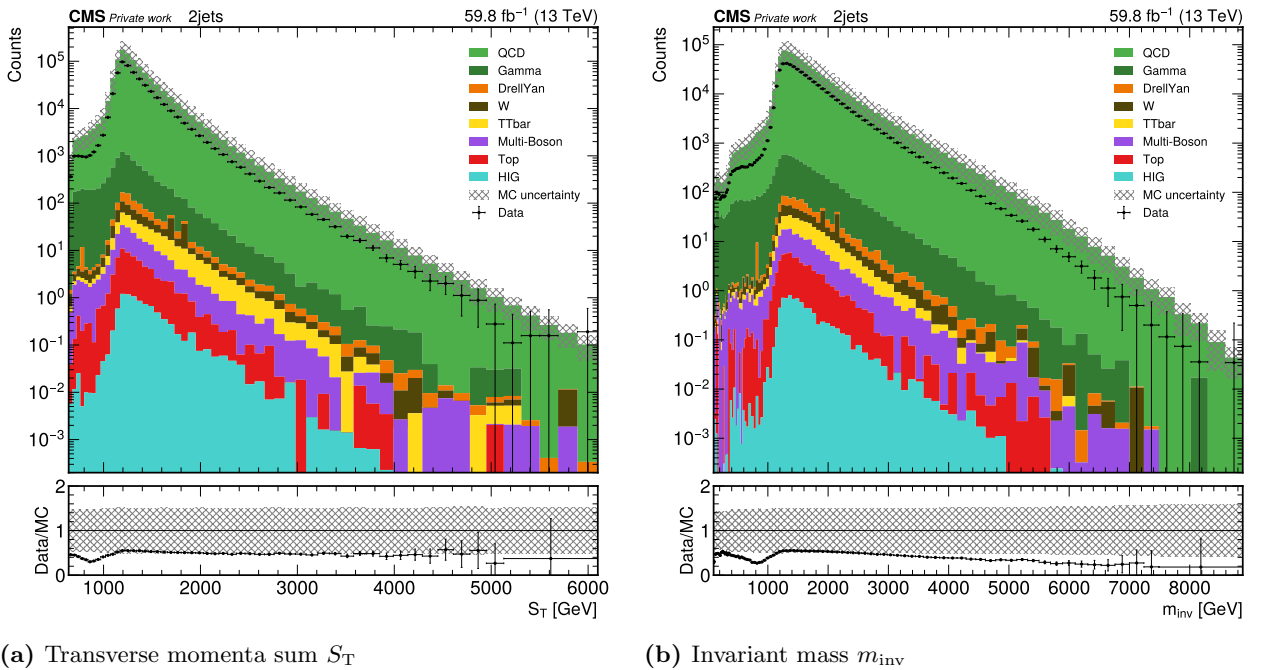 CMS Private work 2jets 59.8 fb⁻¹ (13 TeV)
Counts
10⁵
10⁴
10³
10²
10¹
10⁰
10⁻¹
10⁻²
10⁻³
QCD
Gamma
DrellYan
W
TTbar
Multi-Boson
Top
HIG
MC uncertainty
Data
Data/MC
2
1
0
1000 2000 3000 4000 5000 6000
S_T [GeV]
(a) Transverse momenta sum S_T
CMS Private work 2jets 59.8 fb⁻¹ (13 TeV)
Counts
10⁵
10⁴
10³
10²
10¹
10⁰
10⁻¹
10⁻²
10⁻³
QCD
Gamma
DrellYan
W
TTbar
Multi-Boson
Top
HIG
MC uncertainty
Data
Data/MC
2
1
0
1000 2000 3000 4000 5000 6000 7000 8000
m_inv [GeV]
(b) Invariant mass m_inv